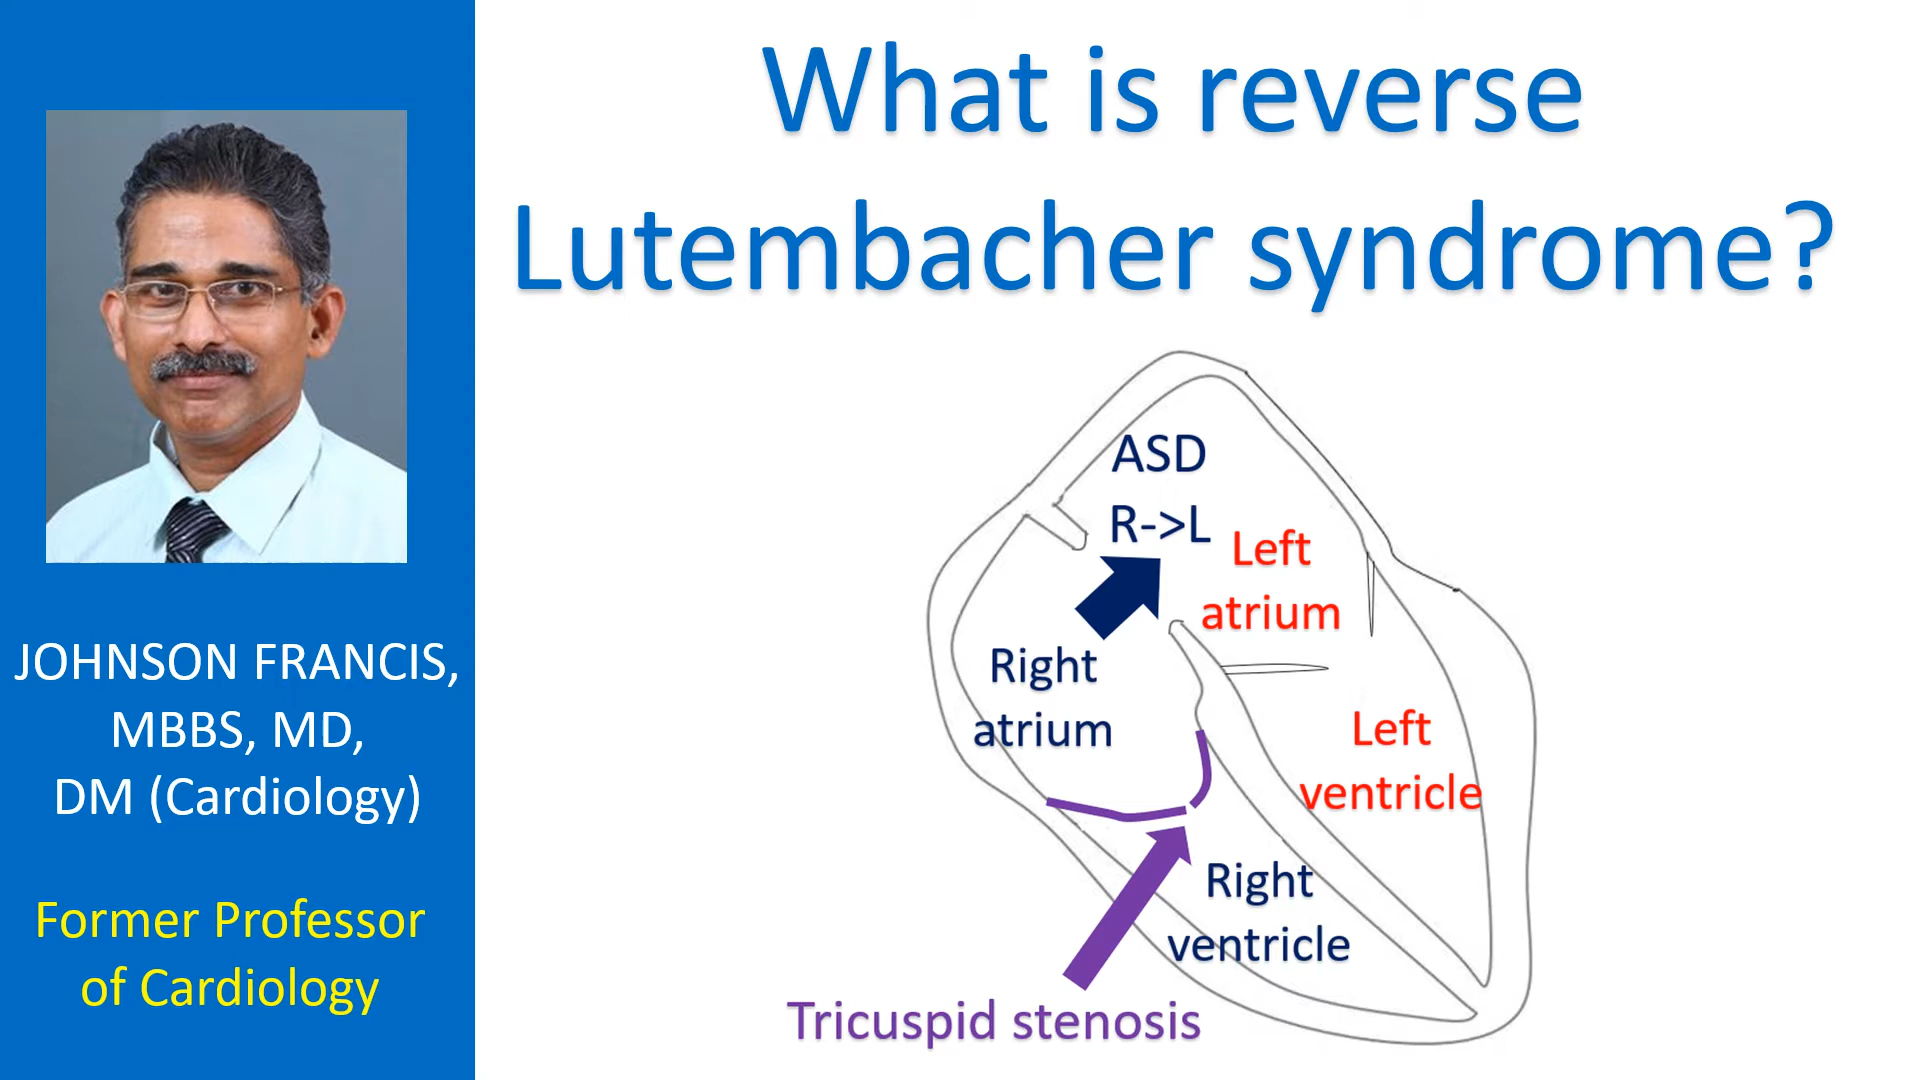 What is reverse
Lutembacher syndrome?
JOHNSON FRANCIS,
MBBS, MD,
DM (Cardiology)
Former Professor
of Cardiology
ASD
R->L
Left
atrium
Right
atrium
Left
ventricle
Right
ventricle
Tricuspid stenosis